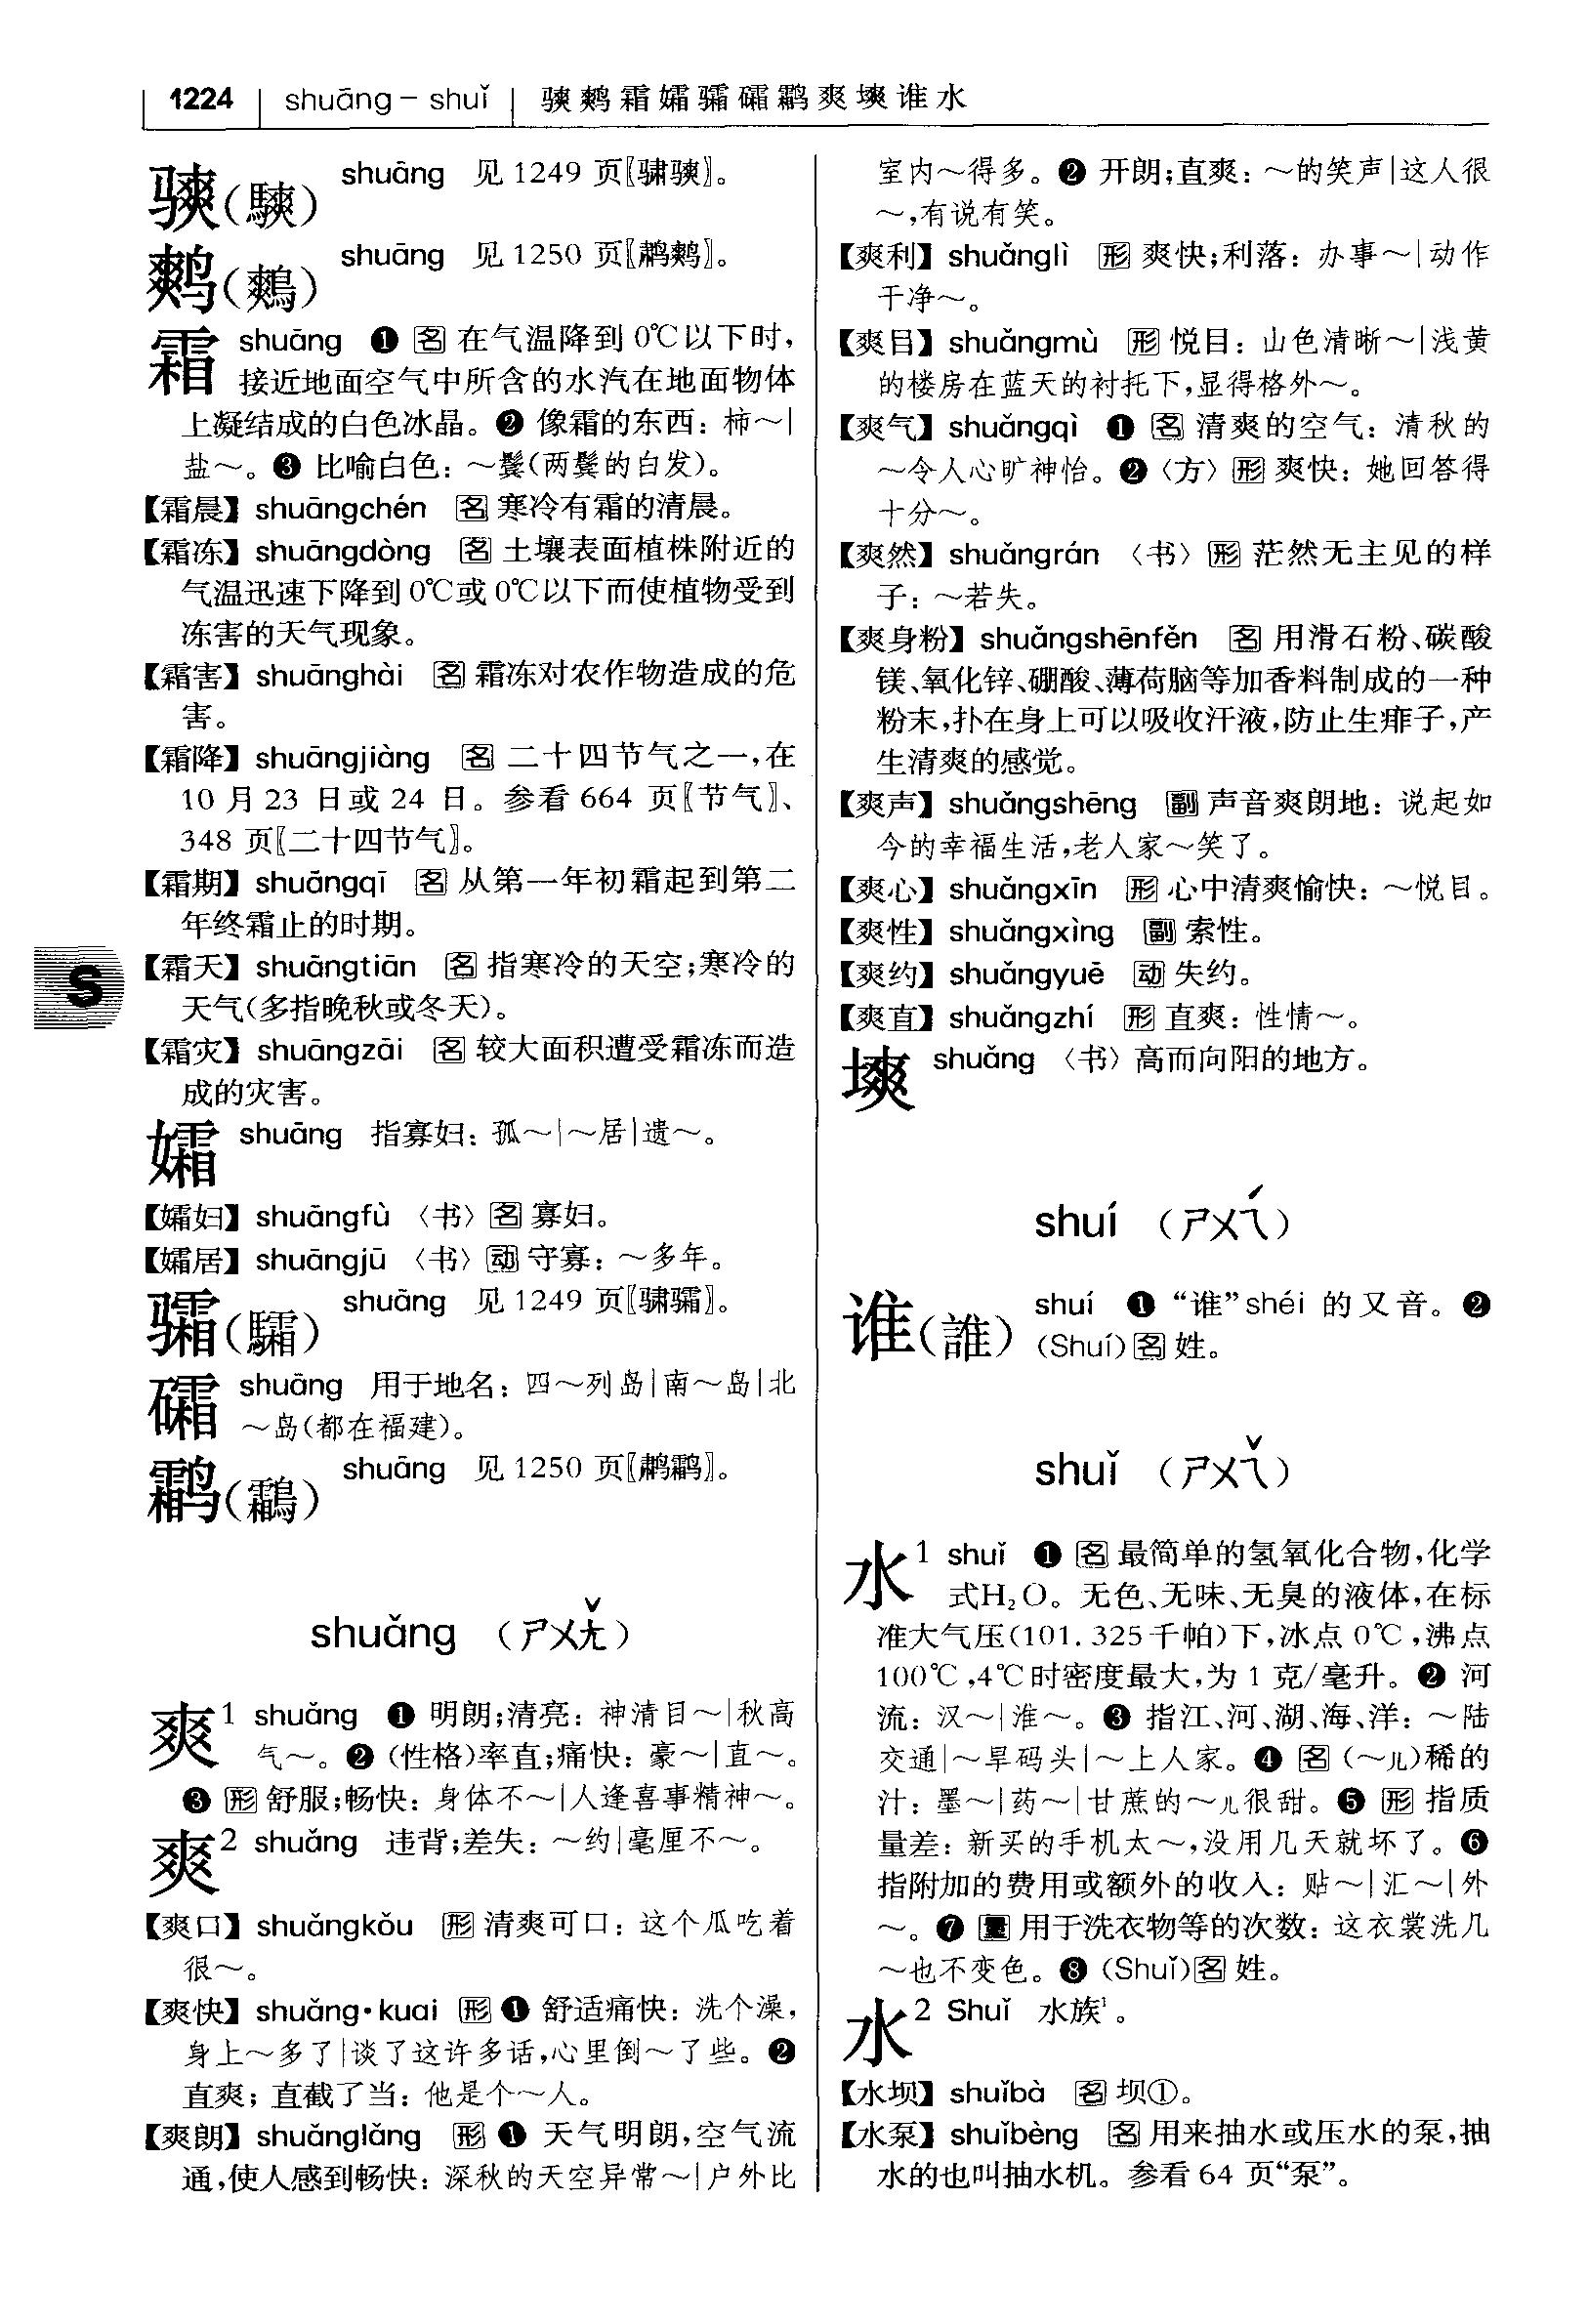 1224 shuāng – shuǐ 骦鹴霜孀骦礵鹴爽塽谁水
shuāng 见 1249 页〖骕〗。
shuāng 见 1250 页〖鹔〗。
霜 shuāng ❶ 名 在气温降到 0℃以下时,
接近地面空气中所含的水汽在地面物体
上凝结成的白色冰晶。❷ 像霜的东西:柿～|
盐～。❸ 比喻白色:～鬓(两鬓的白发)。
【霜晨】shuāngchén 名 寒冷有霜的清晨。
【霜冻】shuāngdòng 名 土壤表面植株附近的
气温迅速下降到 0℃或 0℃以下而使植物受到
冻害的天气现象。
【霜害】shuānghài 名 霜冻对农作物造成的危
害。
【霜降】shuāngjiàng 名 二十四节气之一,在
10 月 23 日或 24 日。参看 664 页〖节气〗、
348 页〖二十四节气〗。
【霜期】shuāngqī 名 从第一年初霜起到第二
年终霜止的时期。
【霜天】shuāngtiān 名 指寒冷的天空;寒冷的
天气(多指晚秋或冬天)。
【霜灾】shuāngzāi 名 较大面积遭受霜冻而造
成的灾害。
孀 shuāng 指寡妇:孤～|～居|遗～。
【孀妇】shuāngfù 〈书〉名 寡妇。
【孀居】shuāngjū 〈书〉动 守寡:～多年。
骦(驦) shuāng 见 1249 页〖骕骦〗。
礵 shuāng 用于地名:四～列岛|南～岛|北
～岛(都在福建)。
鹴(鸘) shuāng 见 1250 页〖鹔鹴〗。
shuǎng (ㄕㄨㄤˇ)
爽1 shuǎng ❶ 明朗;清亮:神清目～|秋高
气～。❷ (性格)率直;痛快:豪～|直～。
❸ 形 舒服;畅快:身体不～|人逢喜事精神～。
爽2 shuǎng 违背;差失:～约|毫厘不～。
【爽口】shuǎngkǒu 形 清爽可口:这个瓜吃着
很～。
【爽快】shuǎng·kuai 形 ❶ 舒适痛快:洗个澡,
身上～多了|谈了这许多话,心里倒～了些。❷
直爽;直截了当:他是个～人。
【爽朗】shuǎnglǎng 形 ❶ 天气明朗,空气流
通,使人感到畅快:深秋的天空异常～|户外比
室内～得多。❷ 开朗;直爽:～的笑声|这人很
～,有说有笑。
【爽利】shuǎnglì 形 爽快;利落:办事～|动作
干净～。
【爽目】shuǎngmù 形 悦目:山色清晰～|浅黄
的楼房在蓝天的衬托下,显得格外～。
【爽气】shuǎngqì ❶ 名 清爽的空气:清秋的
～令人心旷神怡。❷〈方〉形 爽快:她回答得
十分～。
【爽然】shuǎngrán 〈书〉形 茫然无主见的样
子:～若失。
【爽身粉】shuǎngshēnfěn 名 用滑石粉、碳酸
镁、氧化锌、硼酸、薄荷脑等加香料制成的一种
粉末,扑在身上可以吸收汗液,防止生痱子,产
生清爽的感觉。
【爽声】shuǎngshēng 副 声音爽朗地:说起如
今的幸福生活,老人家～笑了。
【爽心】shuǎngxīn 形 心中清爽愉快:～悦目。
【爽性】shuǎngxìng 副 索性。
【爽约】shuǎngyuē 动 失约。
【爽直】shuǎngzhí 形 直爽:性情～。
塽 shuǎng 〈书〉高而向阳的地方。
shuí (ㄕㄨㄟˊ)
谁(誰) shuí ❶ “谁”shéi 的又音。❷
(Shuí)名 姓。
shuǐ (ㄕㄨㄟˇ)
水1 shuǐ ❶ 名 最简单的氢氧化合物,化学
式H₂O。无色、无味、无臭的液体,在标
准大气压(101.325千帕)下,冰点 0℃,沸点
100℃,4℃时密度最大,为 1 克/毫升。❷ 河
流:汉～|淮～。❸ 指江、河、湖、海、洋:～陆
交通|～旱码头|～上人家。❹ 名 (～儿)稀的
汁:墨～|药～|甘蔗的～儿很甜。❺ 形 指质
量差:新买的手机太～,没用几天就坏了。❻
指附加的费用或额外的收入:贴～|汇～|外
～。❼ 量 用于洗衣物等的次数:这衣裳洗几
～也不变色。❽ (Shuǐ)名 姓。
水2 Shuǐ 水族¹。
【水坝】shuǐbà 名 坝①。
【水泵】shuǐbèng 名 用来抽水或压水的泵,抽
水的也叫抽水机。参看 64 页“泵”。
S